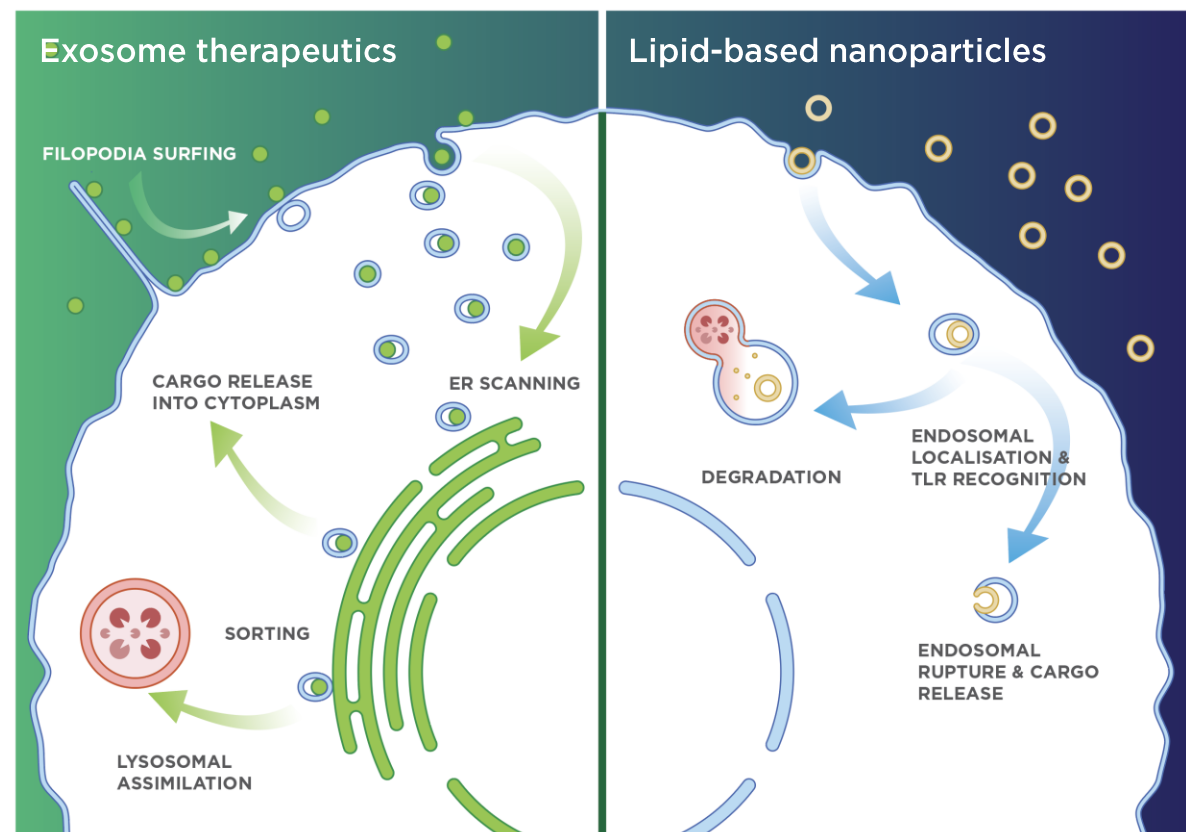 Exosome therapeutics
Lipid-based nanoparticles
FILOPODIA SURFING
CARGO RELEASE
INTO CYTOPLASM
ER SCANNING
SORTING
LYSOSOMAL
ASSIMILATION
DEGRADATION
ENDOSOMAL
LOCALISATION &
TLR RECOGNITION
ENDOSOMAL
RUPTURE & CARGO
RELEASE